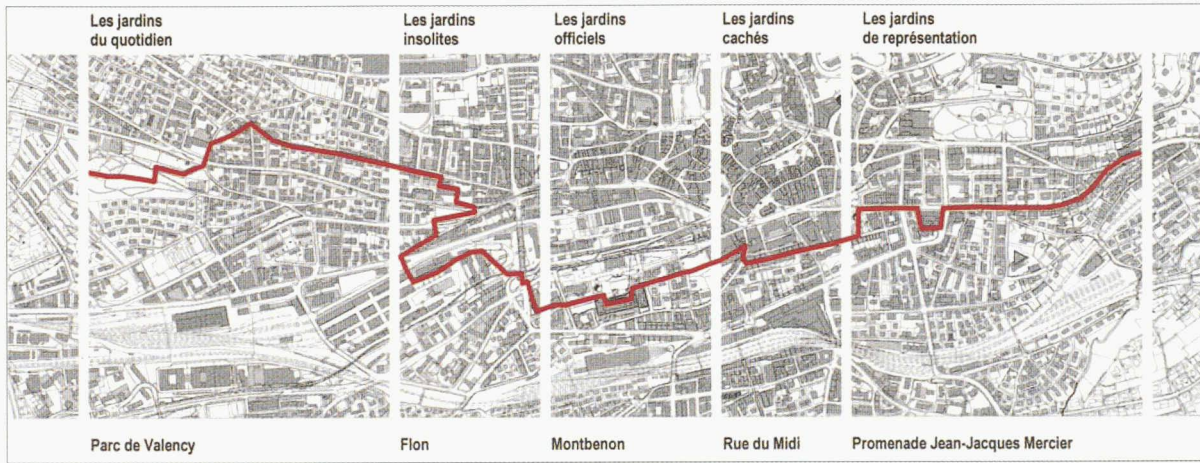 Les jardins
du quotidien
Les jardins
insolites
Les jardins
officiels
Les jardins
cachés
Les jardins
de représentation
Parc de Valency
Flon
Montbenon
Rue du Midi
Promenade Jean-Jacques Mercier